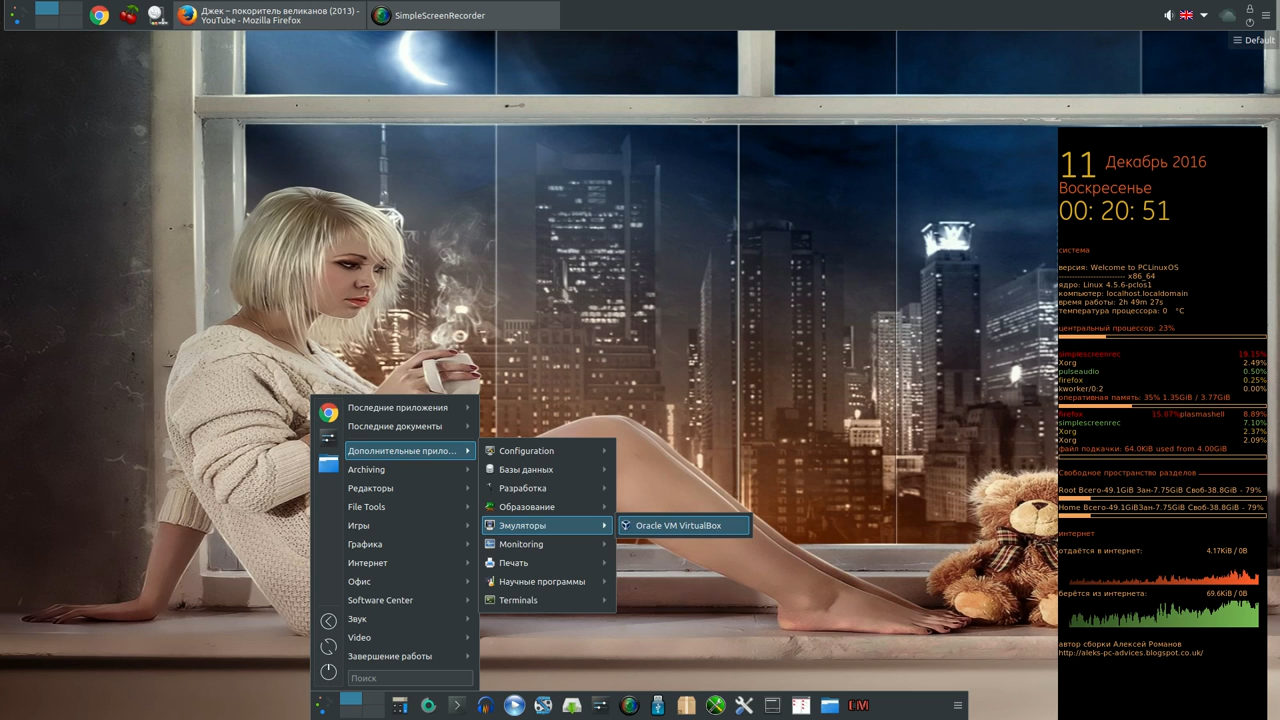 Джек – покоритель великанов (2013) -
YouTube - Mozilla Firefox
SimpleScreenRecorder
Default
11 Декабрь 2016
Воскресенье
00: 20: 51
система
версия: Welcome to PCLinuxOS
------------------------ x86_64
ядро: Linux 4.5.6-pclos1
компьютер: localhost.localdomain
время работы: 2h 49m 27s
температура процессора: 0 °C
центральный процессор: 23%
simplescreenrec 19.15%
Xorg 2.49%
pulseaudio 0.50%
firefox 0.25%
kworker/0:2 0.00%
оперативная память: 35% 1.35GiB / 3.77GiB
firefox 15.87%plasmashell 8.89%
simplescreenrec 7.10%
Xorg 2.37%
Xorg 2.09%
файл подкачки: 64.0KiB used from 4.00GiB
Свободное пространство разделов
Root Всего-49.1GiB Зан-7.75GiB Своб-38.8GiB - 79%
Home Всего-49.1GiBЗан-7.75GiB Своб-38.8GiB - 79%
интернет
отдаётся в интернет: 4.17KiB / 0B
берётся из интернета: 69.6KiB / 0B
автор сборки Алексей Романов
http://aleks-pc-advices.blogspot.co.uk/
Последние приложения
Последние документы
Дополнительные прило...
Archiving
Редакторы
File Tools
Игры
Графика
Интернет
Офис
Software Center
Звук
Video
Завершение работы
Поиск
Configuration
Базы данных
Разработка
Образование
Эмуляторы
Monitoring
Печать
Научные программы
Terminals
Oracle VM VirtualBox